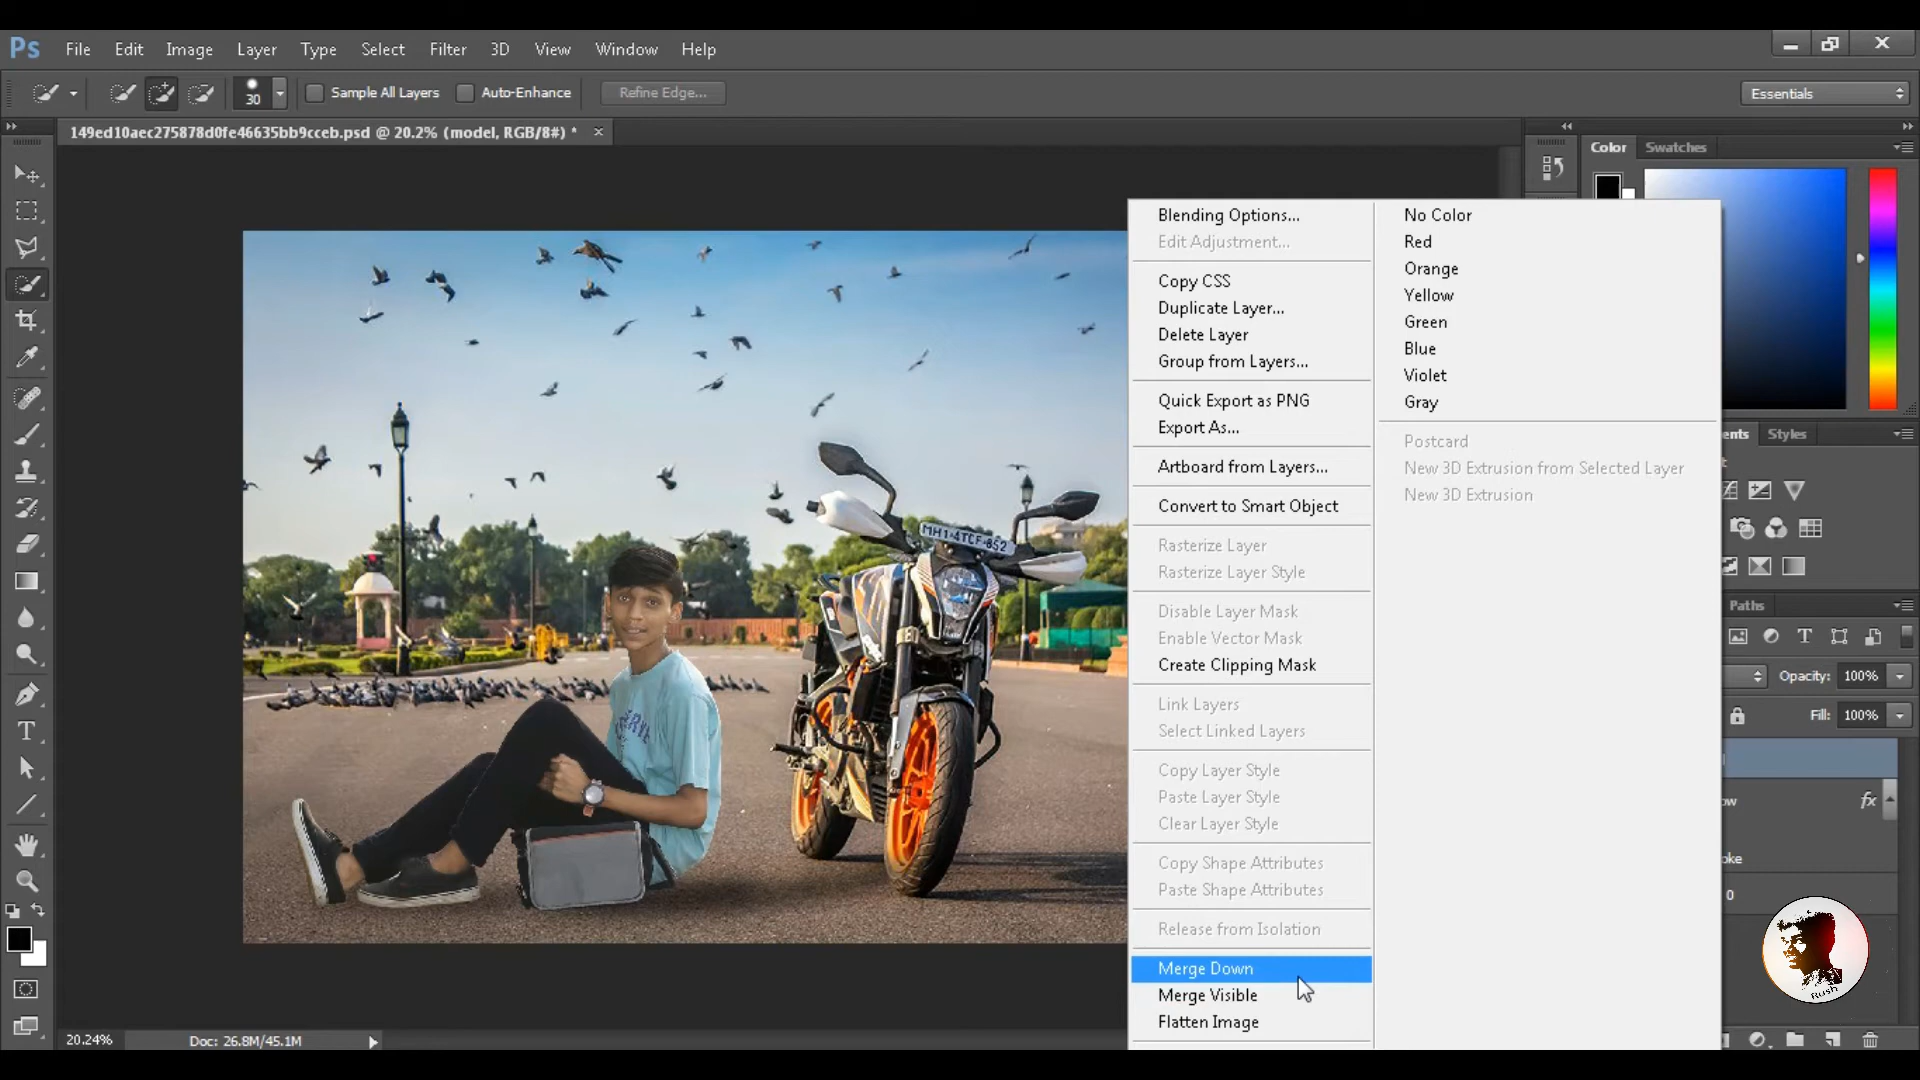 Ps File Edit Image Layer Type Select Filter 3D View Window Help
30 Sample All Layers Auto-Enhance Refine Edge... Essentials
149ed10aec275878d0fe46635bb9cceb.psd @ 20.2% (model, RGB/8#) *
Color Swatches
Blending Options...
Edit Adjustment...
Copy CSS
Duplicate Layer...
Delete Layer
Group from Layers...
Quick Export as PNG
Export As...
Artboard from Layers...
Convert to Smart Object
Rasterize Layer
Rasterize Layer Style
Disable Layer Mask
Enable Vector Mask
Create Clipping Mask
Link Layers
Select Linked Layers
Copy Layer Style
Paste Layer Style
Clear Layer Style
Copy Shape Attributes
Paste Shape Attributes
Release from Isolation
Merge Down
Merge Visible
Flatten Image
No Color
Red
Orange
Yellow
Green
Blue
Violet
Gray
Postcard
New 3D Extrusion from Selected Layer
New 3D Extrusion
ents Styles
Paths
Opacity: 100%
Fill: 100%
ow fx
oke
0
Rush
20.24% Doc: 26.8M/45.1M